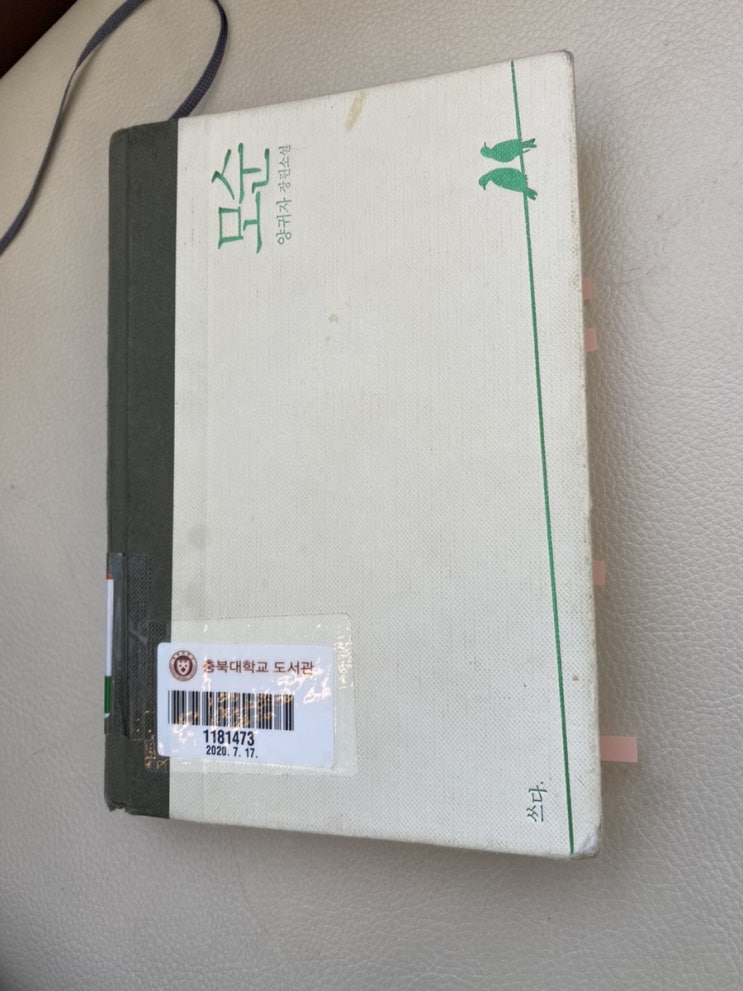 모순
양귀자 장편소설
충북대학교 도서관
1181473
2020. 7. 17.
쓰다.